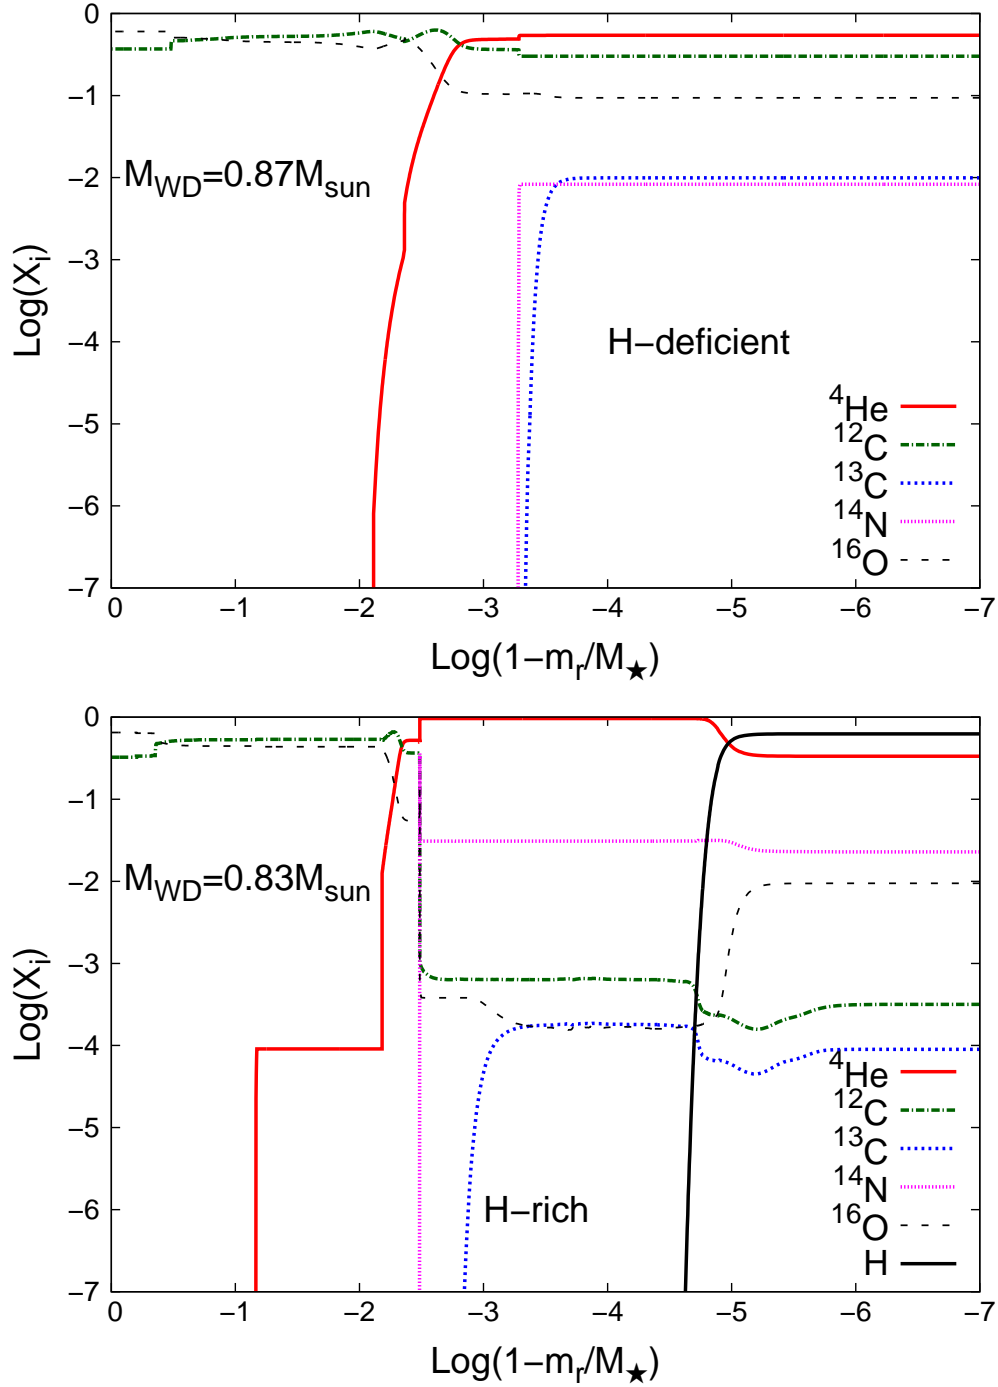 0
−1
−2
−3
−4
−5
−6
−7
Log(X_i)
M_WD=0.87M_sun
H−deficient
^4He
^12C
^13C
^14N
^16O
0 −1 −2 −3 −4 −5 −6 −7
Log(1−m_r/M_★)
0
−1
−2
−3
−4
−5
−6
−7
Log(X_i)
M_WD=0.83M_sun
H−rich
^4He
^12C
^13C
^14N
^16O
H
0 −1 −2 −3 −4 −5 −6 −7
Log(1−m_r/M_★)